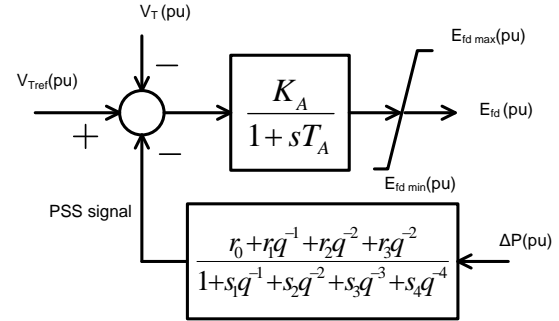 V_T(pu)
E_fd max(pu)
V_Tref(pu)
−
K_A
1+sT_A
E_fd(pu)
+
−
E_fd min(pu)
PSS signal
r_0+r_1q^-1+r_2q^-2+r_3q^-2
1+s_1q^-1+s_2q^-2+s_3q^-3+s_4q^-4
ΔP(pu)